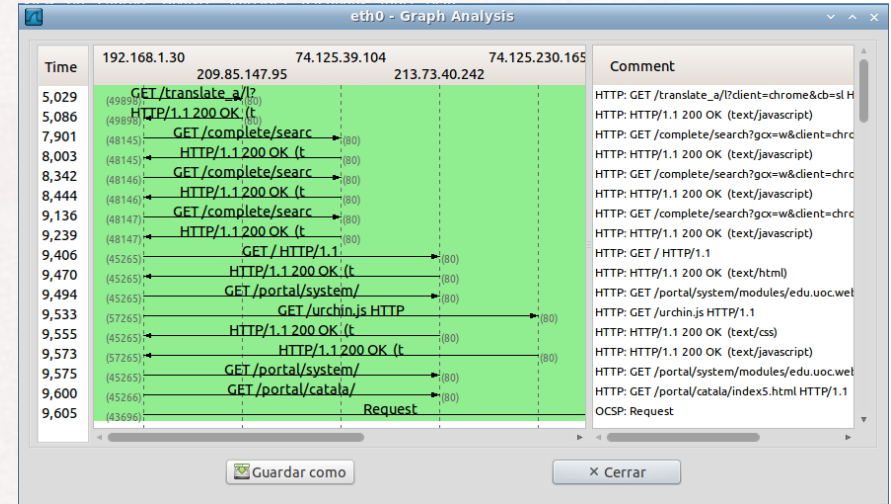 eth0 - Graph Analysis
Time
192.168.1.30 74.125.39.104 74.125.230.165
209.85.147.95 213.73.40.242
Comment
5,029 (49898) GET /translate_a/l? (80) HTTP: GET /translate_a/l?client=chrome&cb=sl H
5,086 (49898) HTTP/1.1 200 OK (t (80) HTTP: HTTP/1.1 200 OK (text/javascript)
7,901 (48145) GET /complete/searc (80) HTTP: GET /complete/search?gcx=w&client=chro
8,003 (48145) HTTP/1.1 200 OK (t (80) HTTP: HTTP/1.1 200 OK (text/javascript)
8,342 (48146) GET /complete/searc (80) HTTP: GET /complete/search?gcx=w&client=chro
8,444 (48146) HTTP/1.1 200 OK (t (80) HTTP: HTTP/1.1 200 OK (text/javascript)
9,136 (48147) GET /complete/searc (80) HTTP: GET /complete/search?gcx=w&client=chro
9,239 (48147) HTTP/1.1 200 OK (t (80) HTTP: HTTP/1.1 200 OK (text/javascript)
9,406 (45265) GET / HTTP/1.1 (80) HTTP: GET / HTTP/1.1
9,470 (45265) HTTP/1.1 200 OK (t (80) HTTP: HTTP/1.1 200 OK (text/html)
9,494 (45265) GET /portal/system/ (80) HTTP: GET /portal/system/modules/edu.uoc.web
9,533 (57265) GET /urchin.js HTTP (80) HTTP: GET /urchin.js HTTP/1.1
9,555 (45265) HTTP/1.1 200 OK (t (80) HTTP: HTTP/1.1 200 OK (text/css)
9,573 (57265) HTTP/1.1 200 OK (t (80) HTTP: HTTP/1.1 200 OK (text/javascript)
9,575 (45265) GET /portal/system/ (80) HTTP: GET /portal/system/modules/edu.uoc.web
9,600 (45266) GET /portal/catala/ (80) HTTP: GET /portal/catala/index5.html HTTP/1.1
9,605 (43696) Request OCSP: Request
Guardar como
Cerrar